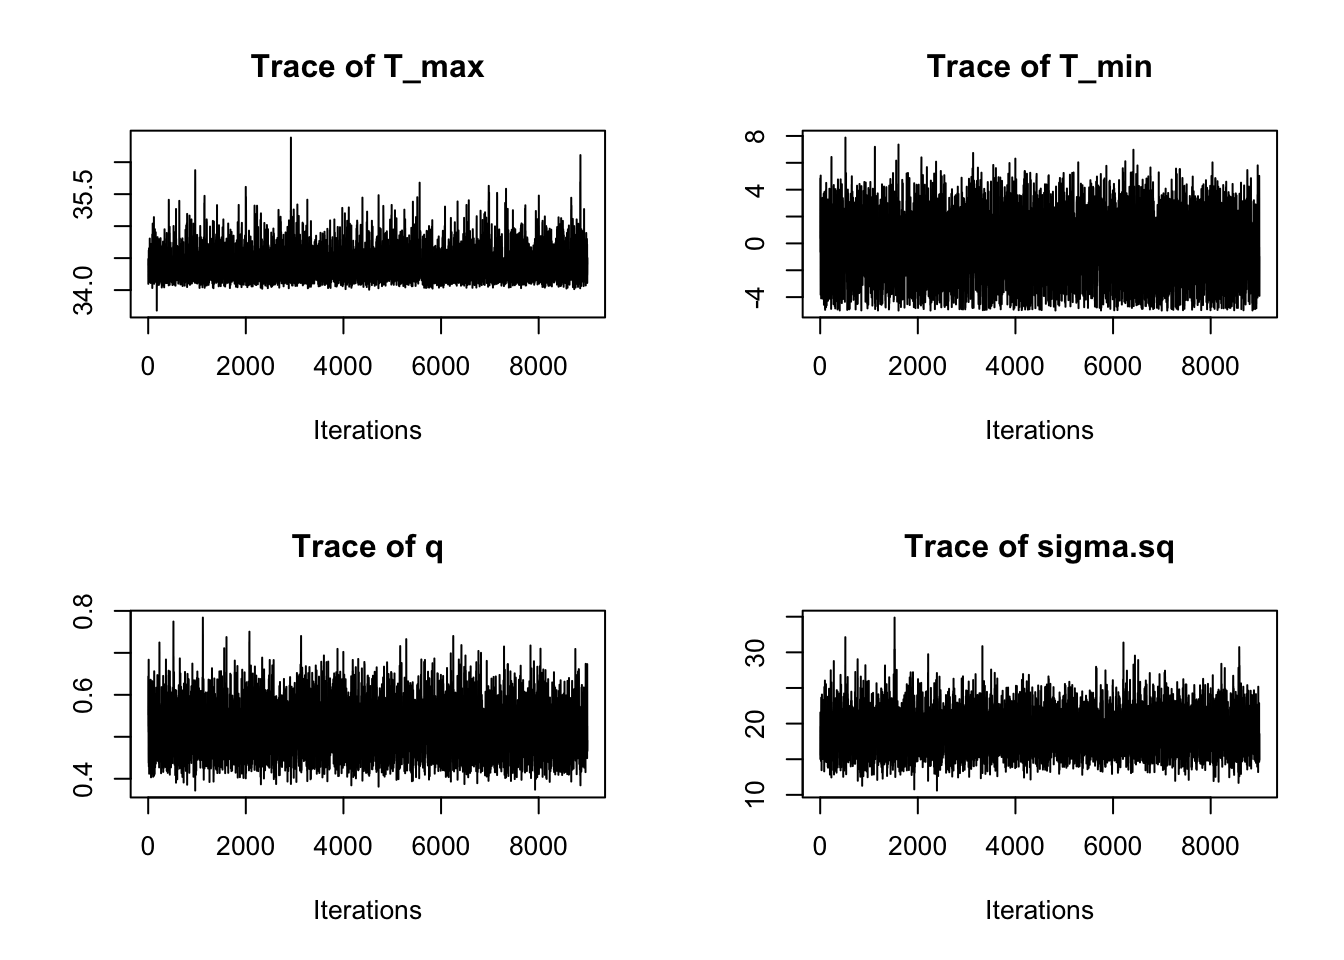 Trace of T_max
35.5
34.0
0 2000 4000 6000 8000
Iterations
Trace of T_min
8
4
0
-4
0 2000 4000 6000 8000
Iterations
Trace of q
0.8
0.6
0.4
0 2000 4000 6000 8000
Iterations
Trace of sigma.sq
30
20
10
0 2000 4000 6000 8000
Iterations